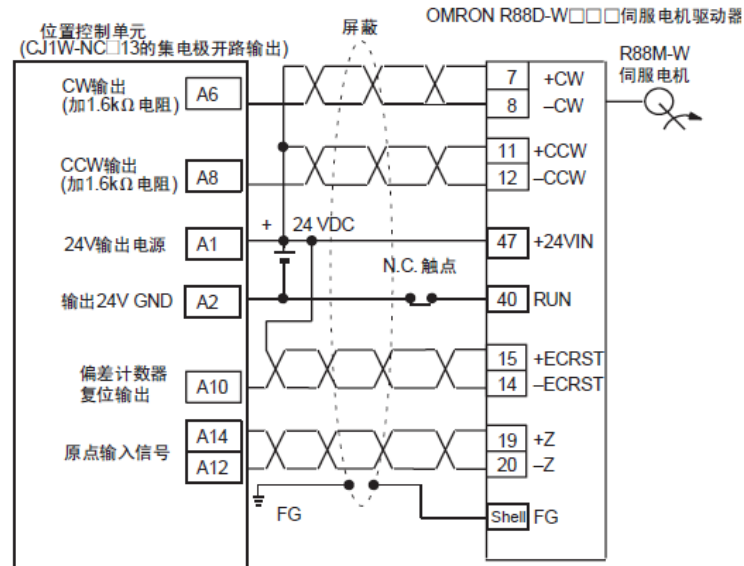 位置控制单元
(CJ1W-NC□13的集电极开路输出)
屏蔽
OMRON R88D-W□□□伺服电机驱动器
R88M-W
伺服电机
CW输出
(加1.6kΩ 电阻)
A6
7 +CW
8 –CW
CCW输出
(加1.6kΩ 电阻)
A8
11 +CCW
12 –CCW
24V输出电源
A1
+ 24 VDC
47 +24VIN
N.C. 触点
输出24V GND
A2
40 RUN
偏差计数器
复位输出
A10
15 +ECRST
14 –ECRST
原点输入信号
A14
A12
19 +Z
20 –Z
FG
Shell FG